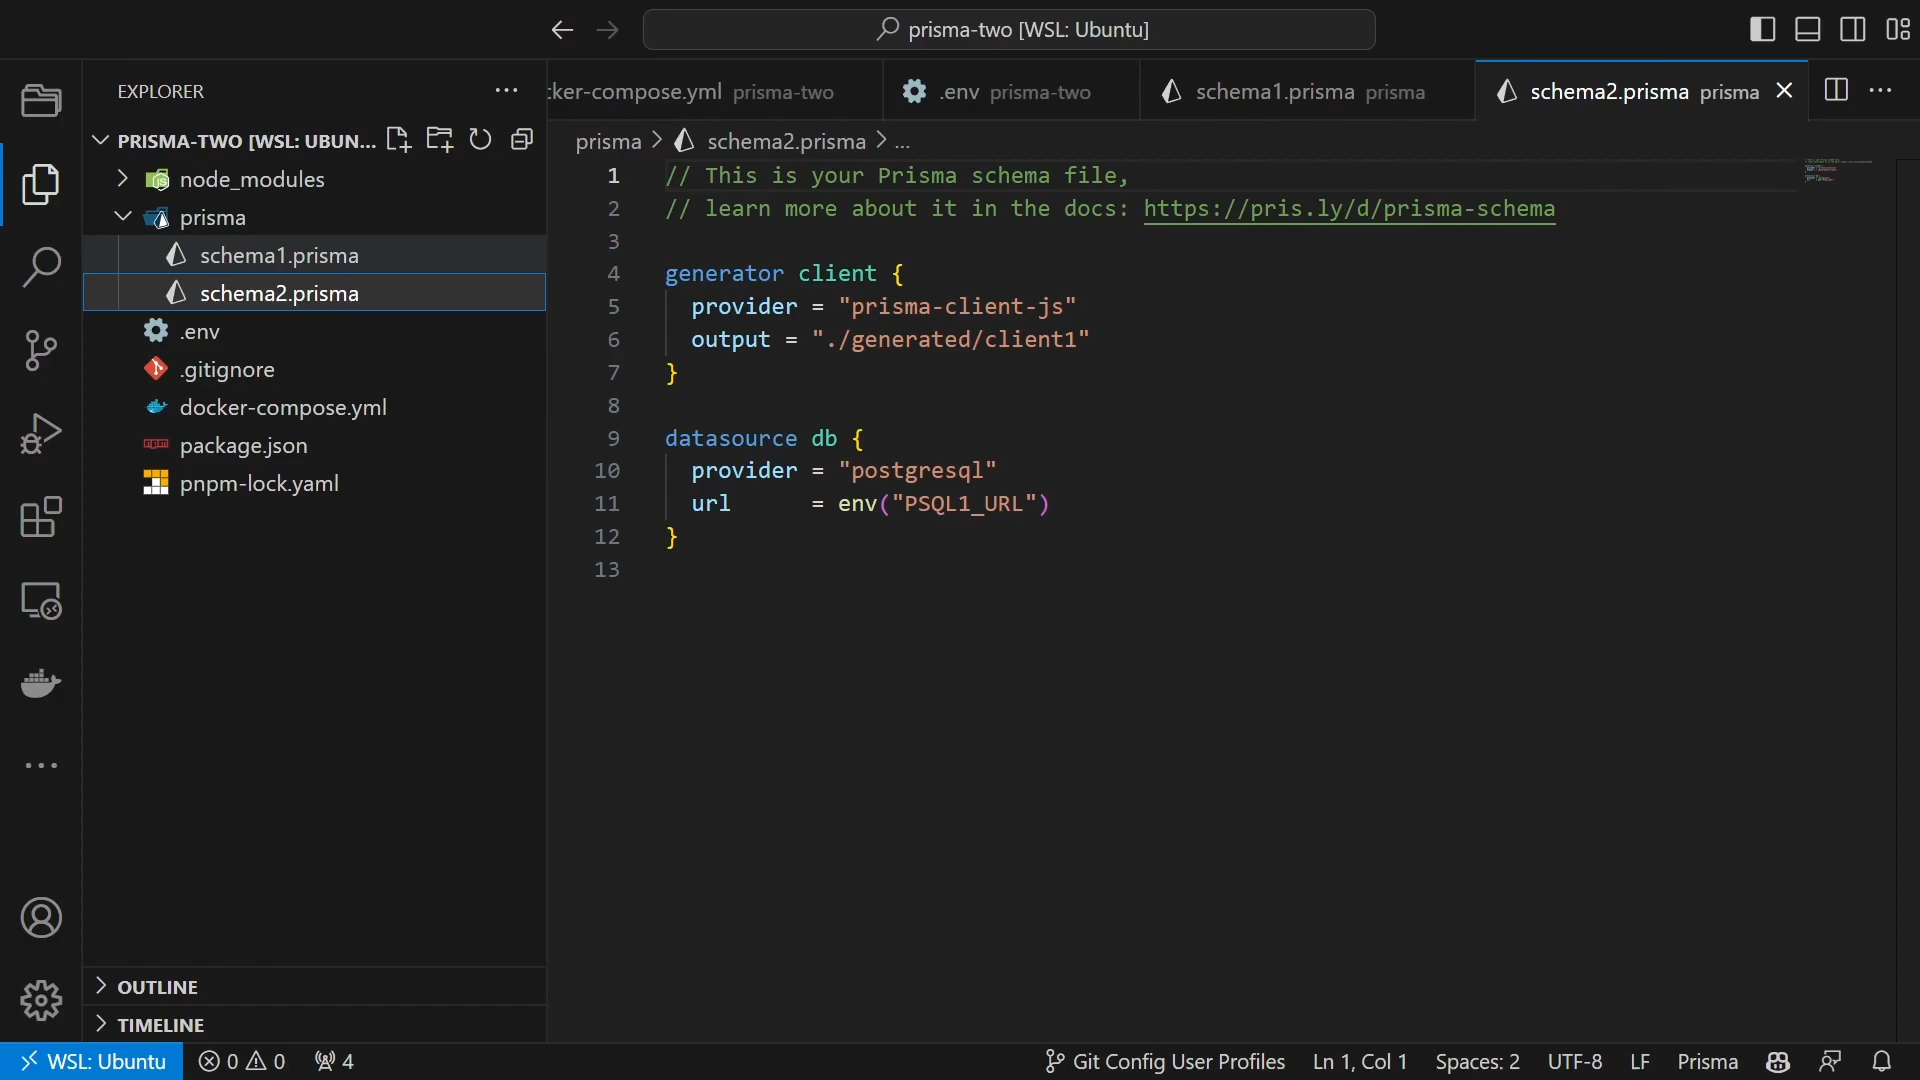 prisma-two [WSL: Ubuntu]
EXPLORER
PRISMA-TWO [WSL: UBUN...
node_modules
prisma
schema1.prisma
schema2.prisma
.env
.gitignore
docker-compose.yml
package.json
pnpm-lock.yaml
OUTLINE
TIMELINE
cker-compose.yml prisma-two
.env prisma-two
schema1.prisma prisma
schema2.prisma prisma
prisma > schema2.prisma > ...
1 // This is your Prisma schema file,
2 // learn more about it in the docs: https://pris.ly/d/prisma-schema
3
4 generator client {
5 provider = "prisma-client-js"
6 output = "./generated/client1"
7 }
8
9 datasource db {
10 provider = "postgresql"
11 url = env("PSQL1_URL")
12 }
13
WSL: Ubuntu 0 0 4 Git Config User Profiles Ln 1, Col 1 Spaces: 2 UTF-8 LF Prisma